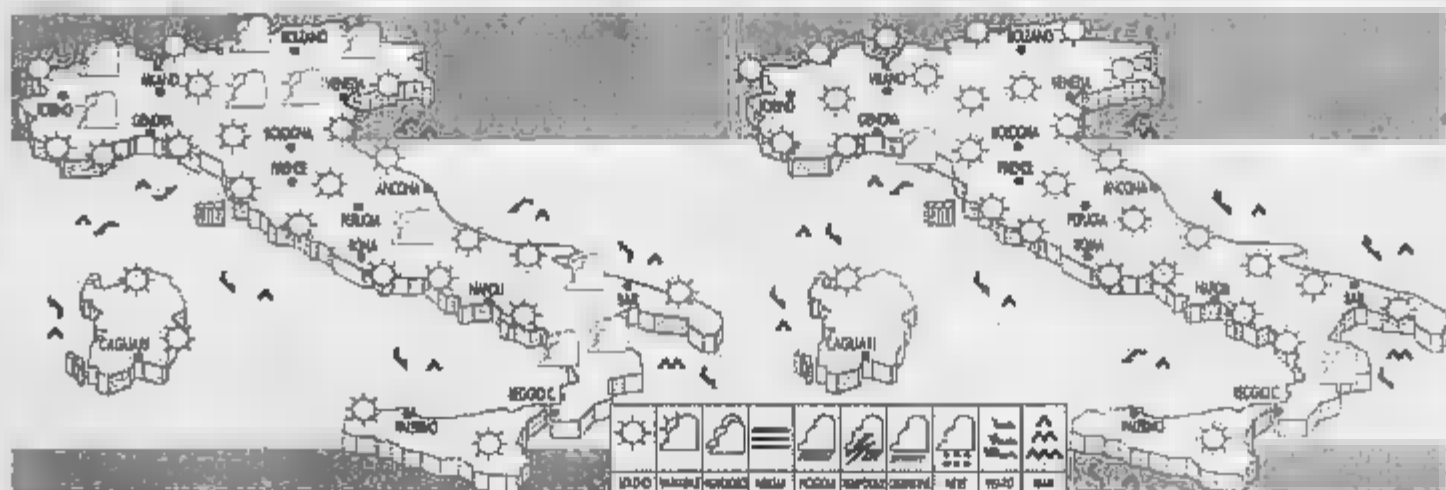 BOLZANO
MILANO
VENEZIA
TORINO
GENOVA
BOLOGNA
FIRENZE
ANCONA
PERUGIA
ROMA
NAPOLI
BARI
CAGLIARI
REGGIO C.
PALERMO
BOLZANO
MILANO
VENEZIA
TORINO
GENOVA
BOLOGNA
FIRENZE
ANCONA
PERUGIA
ROMA
NAPOLI
BARI
CAGLIARI
REGGIO C.
PALERMO